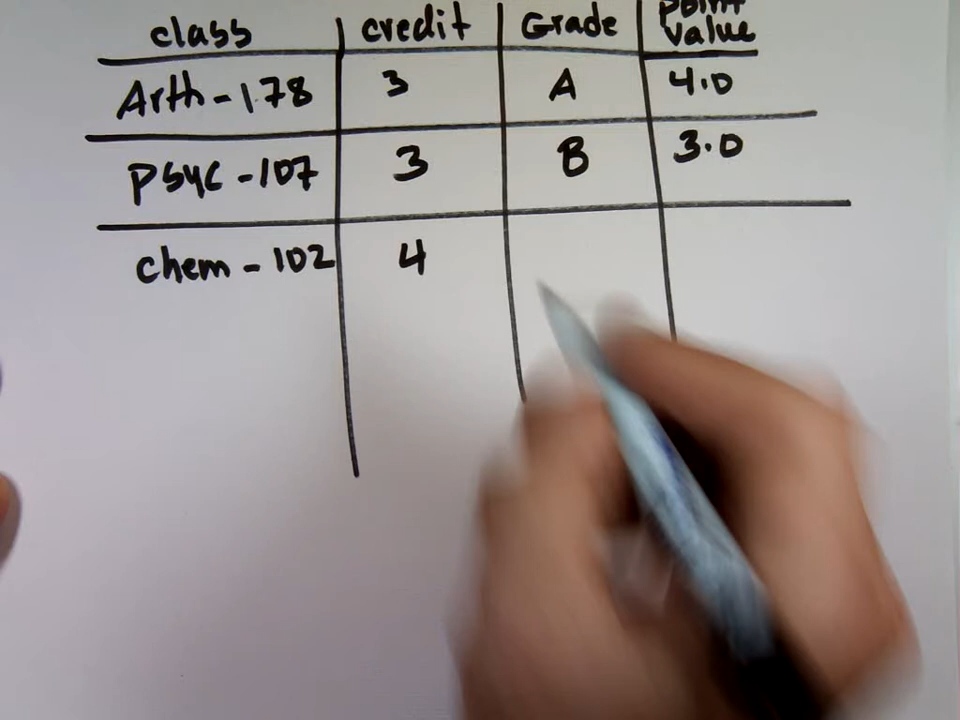 class credit Grade Point value
Arth-178 3 A 4.0
Psyc-107 3 B 3.0
chem-102 4